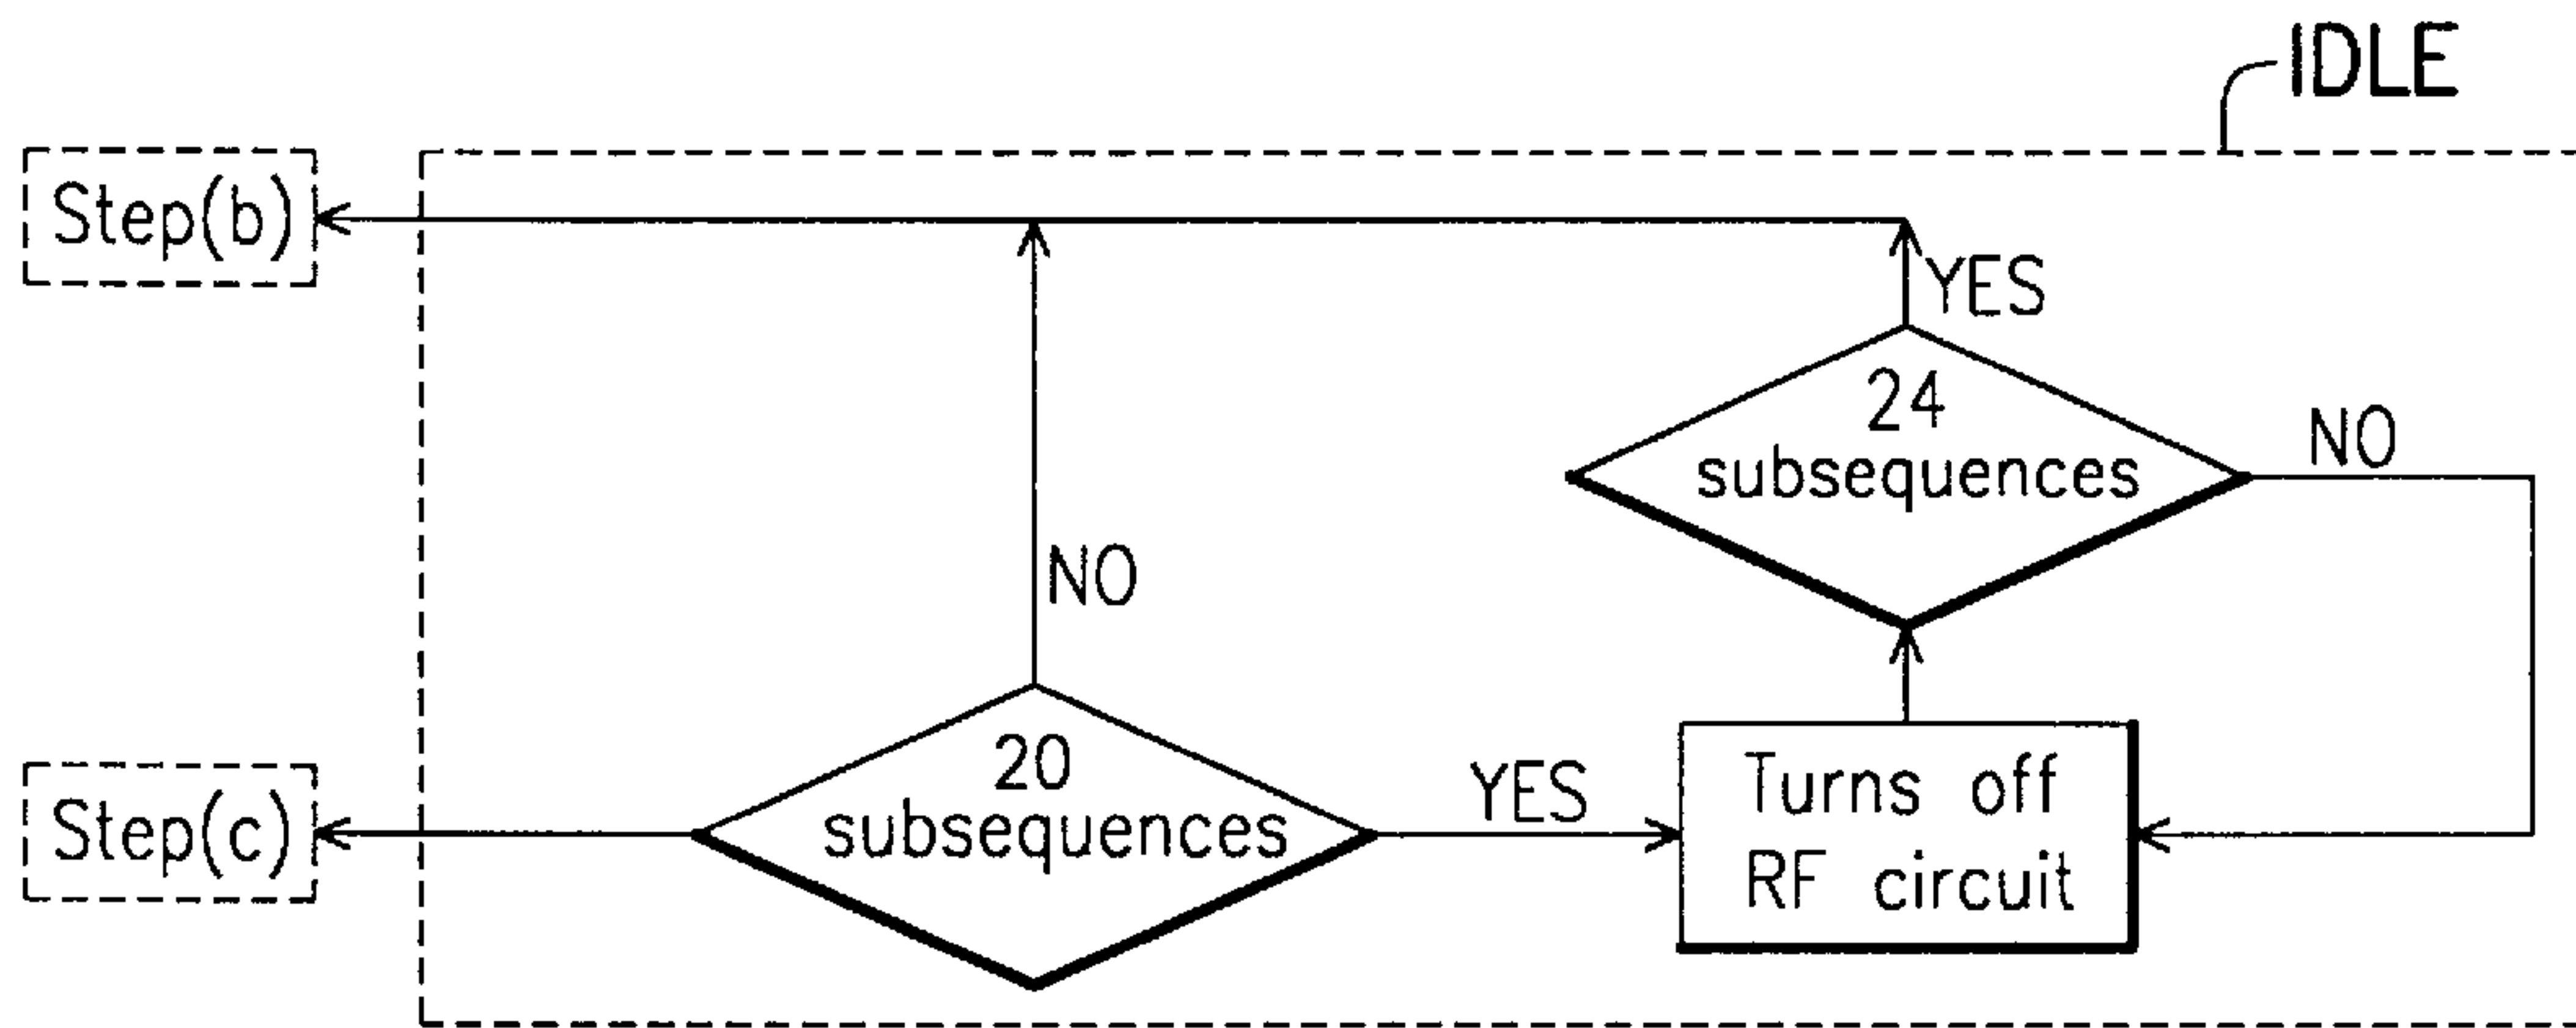 IDLE
Step(b)
YES
24
subsequences
NO
NO
20
subsequences
YES
Turns off
RF circuit
Step(c)